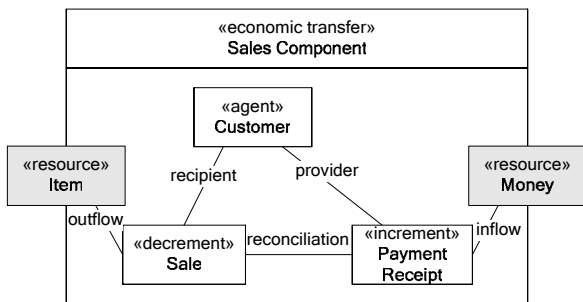 «economic transfer»
Sales Component
«agent»
Customer
«resource»
Item
«resource»
Money
recipient
provider
outflow
inflow
«decrement»
Sale
reconciliation
«increment»
Payment
Receipt